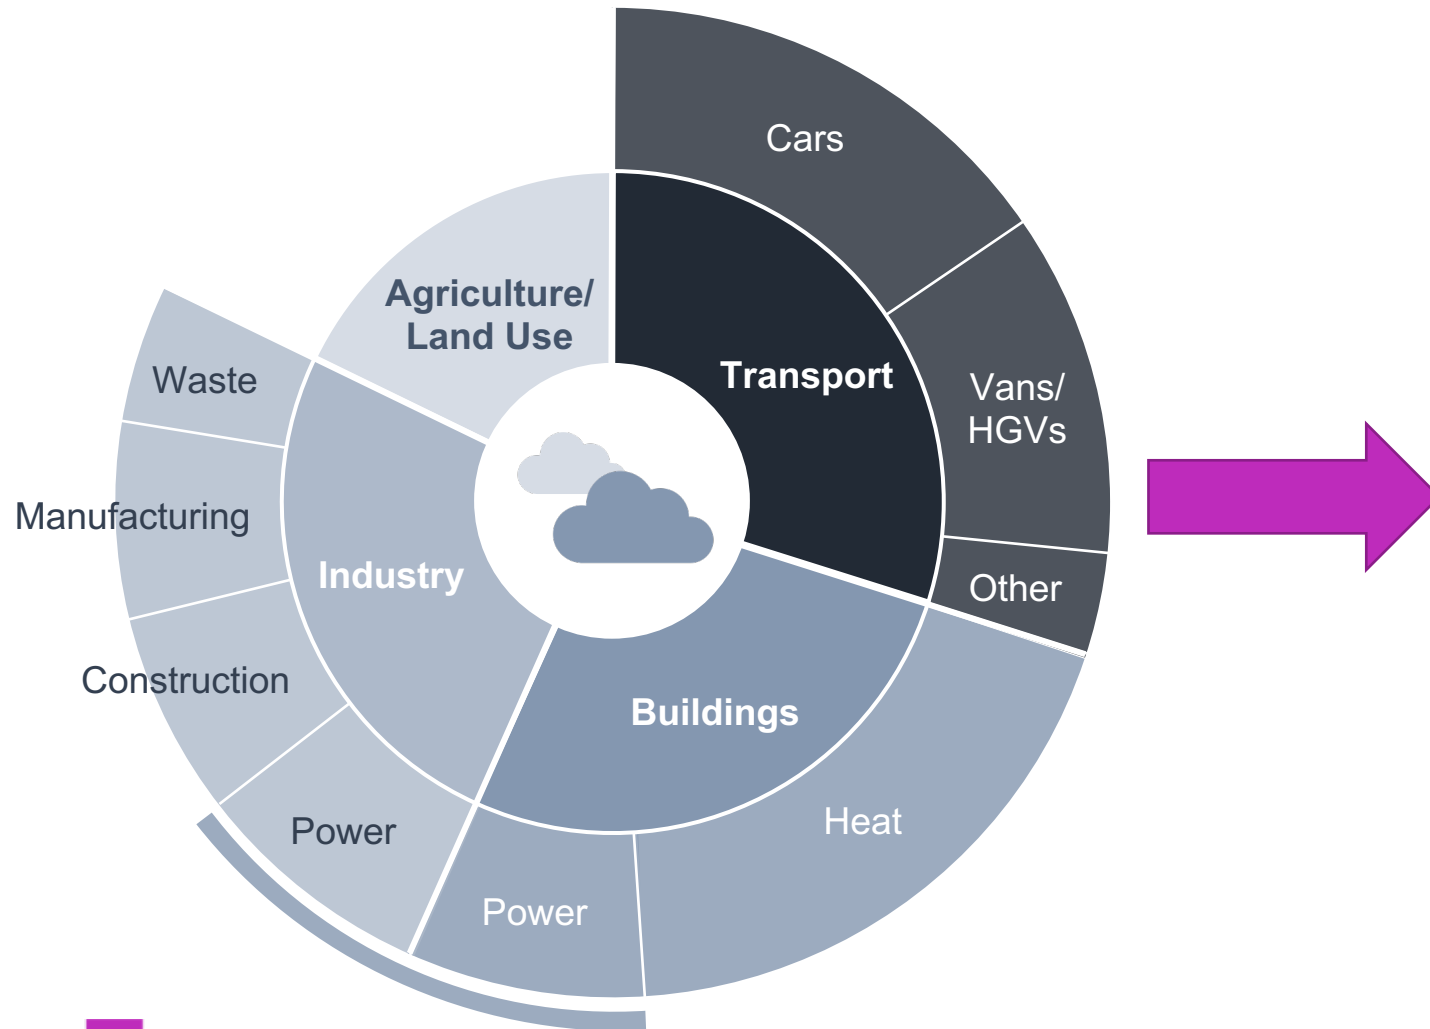 Cars
Agriculture/
Land Use
Transport
Waste
Vans/
HGVs
Manufacturing
Industry
Other
Construction
Buildings
Heat
Power
Power